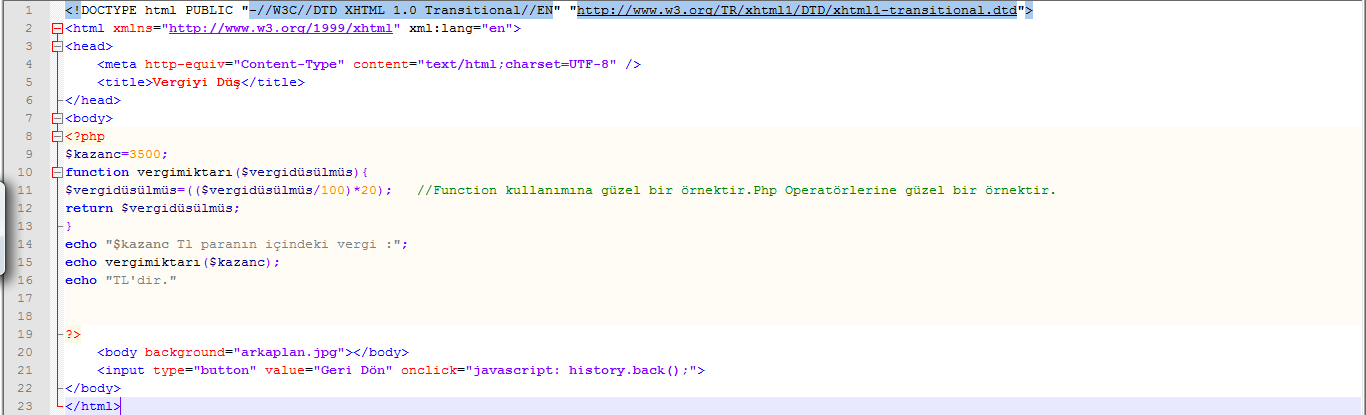 1 <!DOCTYPE html PUBLIC "-//W3C//DTD XHTML 1.0 Transitional//EN" "http://www.w3.org/TR/xhtml1/DTD/xhtml1-transitional.dtd">
2 <html xmlns="http://www.w3.org/1999/xhtml" xml:lang="en">
3 <head>
4 <meta http-equiv="Content-Type" content="text/html;charset=UTF-8" />
5 <title>Vergiyi Düş</title>
6 </head>
7 <body>
8 <?php
9 $kazanc=3500;
10 function vergimiktarı($vergidüsülmüs){
11 $vergidüsülmüs=(($vergidüsülmüs/100)*20); //Function kullanımına güzel bir örnektir.Php Operatörlerine güzel bir örnektir.
12 return $vergidüsülmüs;
13 }
14 echo "$kazanc Tl paranın içindeki vergi :";
15 echo vergimiktarı($kazanc);
16 echo "TL'dir."
17
18
19 ?>
20 <body background="arkaplan.jpg"></body>
21 <input type="button" value="Geri Dön" onclick="javascript: history.back();">
22 </body>
23 </html>